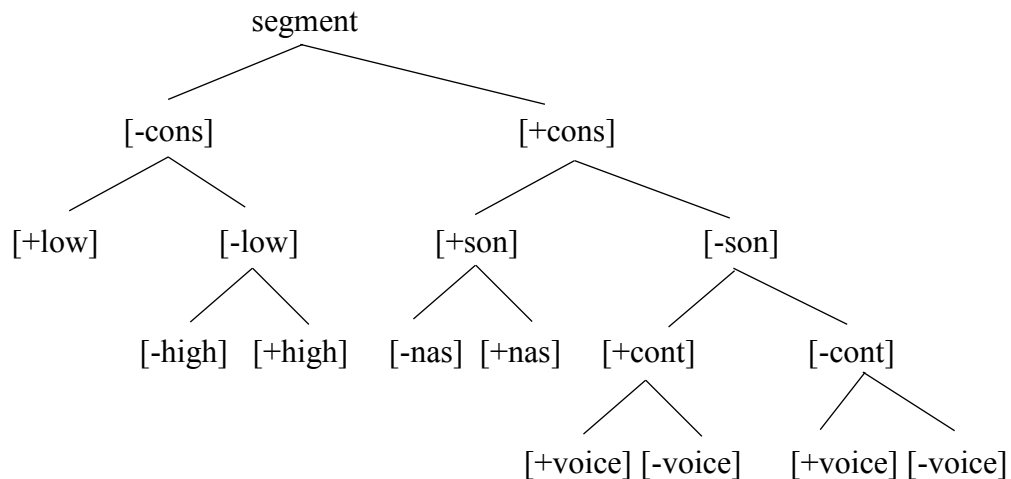 segment
[-cons] [+cons]
[+low] [-low] [+son] [-son]
[-high] [+high] [-nas] [+nas] [+cont] [-cont]
[+voice] [-voice] [+voice] [-voice]